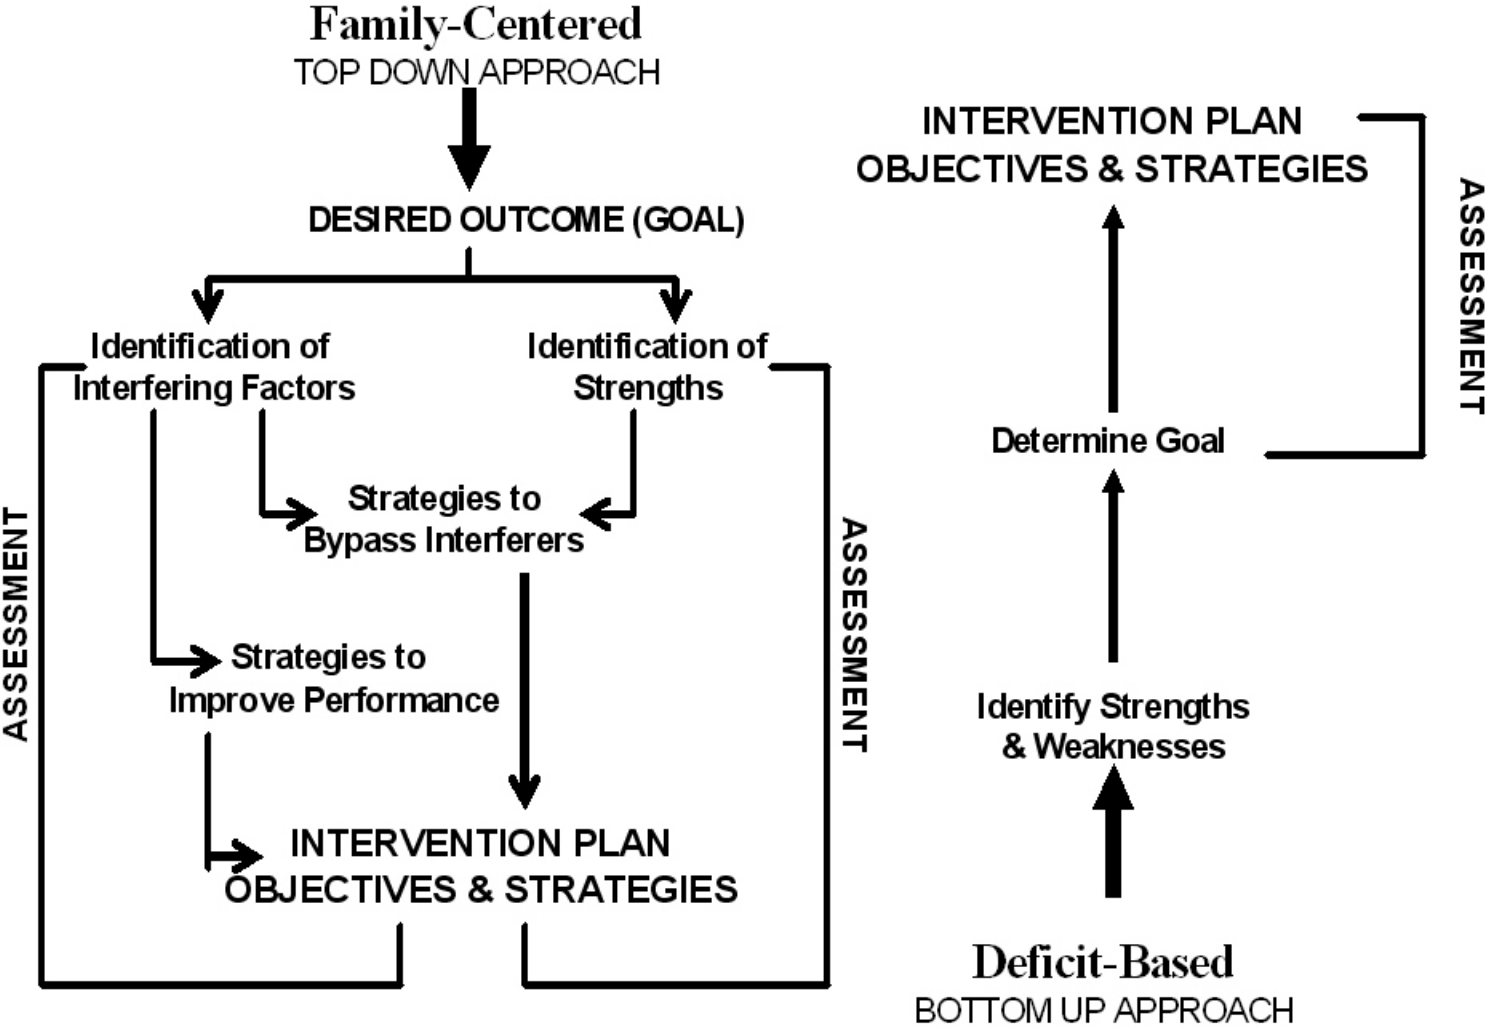 Family-Centered
TOP DOWN APPROACH
DESIRED OUTCOME (GOAL)
Identification of
Interfering Factors
Identification of
Strengths
Strategies to
Bypass Interferers
Strategies to
Improve Performance
INTERVENTION PLAN
OBJECTIVES & STRATEGIES
ASSESSMENT
ASSESSMENT
INTERVENTION PLAN
OBJECTIVES & STRATEGIES
Determine Goal
Identify Strengths
& Weaknesses
Deficit-Based
BOTTOM UP APPROACH
ASSESSMENT